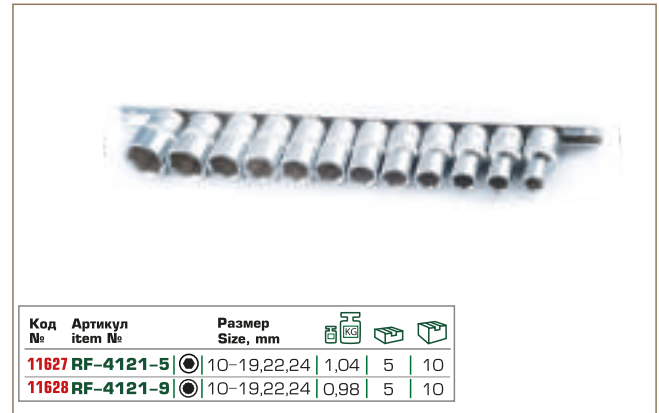 Код Артикул Размер
№ item № Size, mm KG
11627 RF-4121-5 10-19,22,24 1,04 5 10
11628 RF-4121-9 10-19,22,24 0,98 5 10